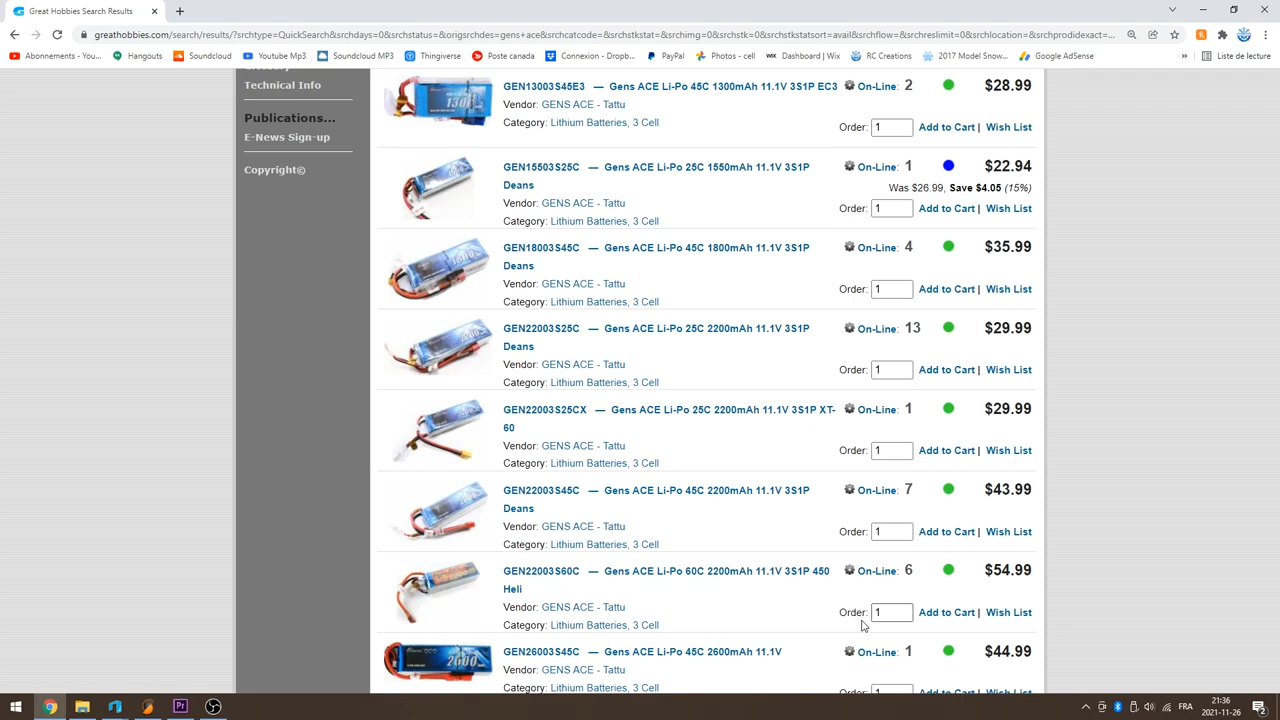 Great Hobbies Search Results
greathobbies.com/search/results/?srchtype=QuickSearch&srchdays=0&srchstatus=&origsrchdes=gens+ace&srchcatcode=&srchstkstat=&srchimg=0&srchstk=0&srchstkstatsort=avail&srchflow=&srchreslimit=0&srchlocation=&srchprodidexact=...
Abonnements - You... Hangouts Soundcloud Youtube Mp3 Soundcloud MP3 Thingiverse Poste canada Connexion - Dropb... PayPal Photos - cell Dashboard | Wix RC Creations 2017 Model Snow... Google AdSense » Liste de lecture
Technical Info
Publications...
E-News Sign-up
Copyright©
GEN13003S45E3 — Gens ACE Li-Po 45C 1300mAh 11.1V 3S1P EC3 On-Line: 2 $28.99
Vendor: GENS ACE - Tattu
Category: Lithium Batteries, 3 Cell
Order: 1 Add to Cart | Wish List
GEN15503S25C — Gens ACE Li-Po 25C 1550mAh 11.1V 3S1P On-Line: 1 $22.94
Deans
Was $26.99, Save $4.05 (15%)
Vendor: GENS ACE - Tattu
Order: 1 Add to Cart | Wish List
Category: Lithium Batteries, 3 Cell
GEN18003S45C — Gens ACE Li-Po 45C 1800mAh 11.1V 3S1P On-Line: 4 $35.99
Deans
Vendor: GENS ACE - Tattu
Order: 1 Add to Cart | Wish List
Category: Lithium Batteries, 3 Cell
GEN22003S25C — Gens ACE Li-Po 25C 2200mAh 11.1V 3S1P On-Line: 13 $29.99
Deans
Vendor: GENS ACE - Tattu
Order: 1 Add to Cart | Wish List
Category: Lithium Batteries, 3 Cell
GEN22003S25CX — Gens ACE Li-Po 25C 2200mAh 11.1V 3S1P XT- On-Line: 1 $29.99
60
Vendor: GENS ACE - Tattu
Order: 1 Add to Cart | Wish List
Category: Lithium Batteries, 3 Cell
GEN22003S45C — Gens ACE Li-Po 45C 2200mAh 11.1V 3S1P On-Line: 7 $43.99
Deans
Vendor: GENS ACE - Tattu
Order: 1 Add to Cart | Wish List
Category: Lithium Batteries, 3 Cell
GEN22003S60C — Gens ACE Li-Po 60C 2200mAh 11.1V 3S1P 450 On-Line: 6 $54.99
Heli
Vendor: GENS ACE - Tattu
Order: 1 Add to Cart | Wish List
Category: Lithium Batteries, 3 Cell
GEN26003S45C — Gens ACE Li-Po 45C 2600mAh 11.1V On-Line: 1 $44.99
Vendor: GENS ACE - Tattu
Category: Lithium Batteries, 3 Cell
Order: 1 Add to Cart | Wish List
FRA
21:36
2021-11-26
2